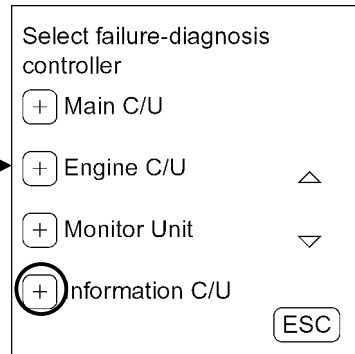 Select failure-diagnosis
controller
+ Main C/U
+ Engine C/U
+ Monitor Unit
+ Information C/U
ESC